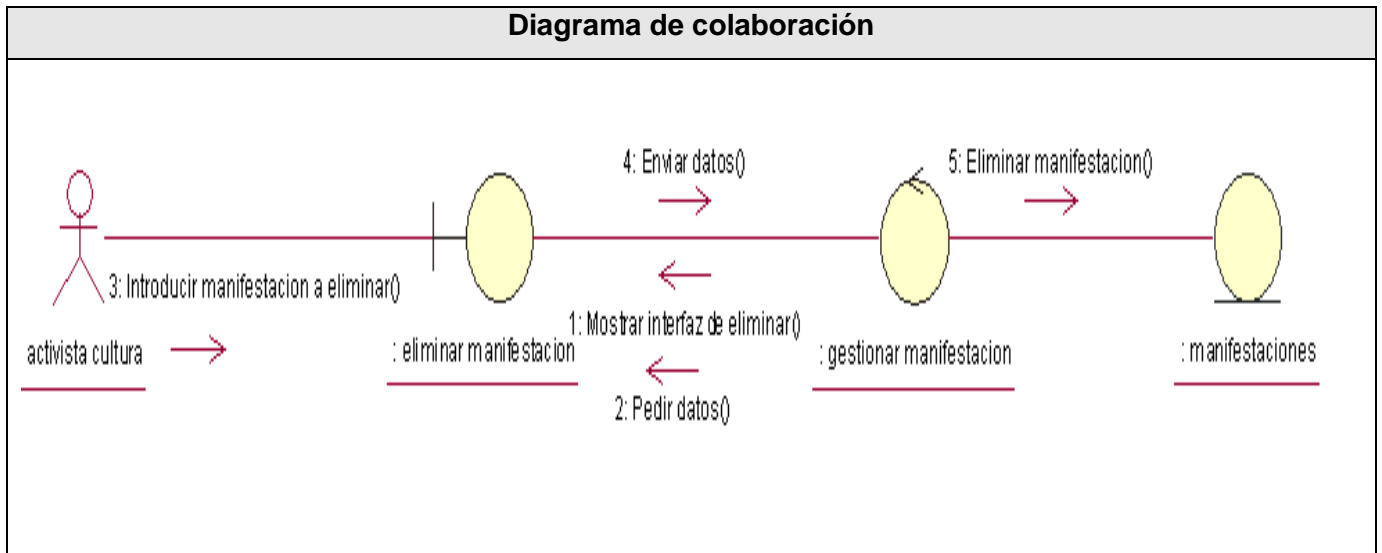 Diagrama de colaboración
4: Enviar datos()
5: Eliminar manifestacion()
3: Introducir manifestacion a eliminar()
1: Mostrar interfaz de eliminar()
activista cultura
: eliminar manifestacion
: gestionar manifestacion
: manifestaciones
2: Pedir datos()